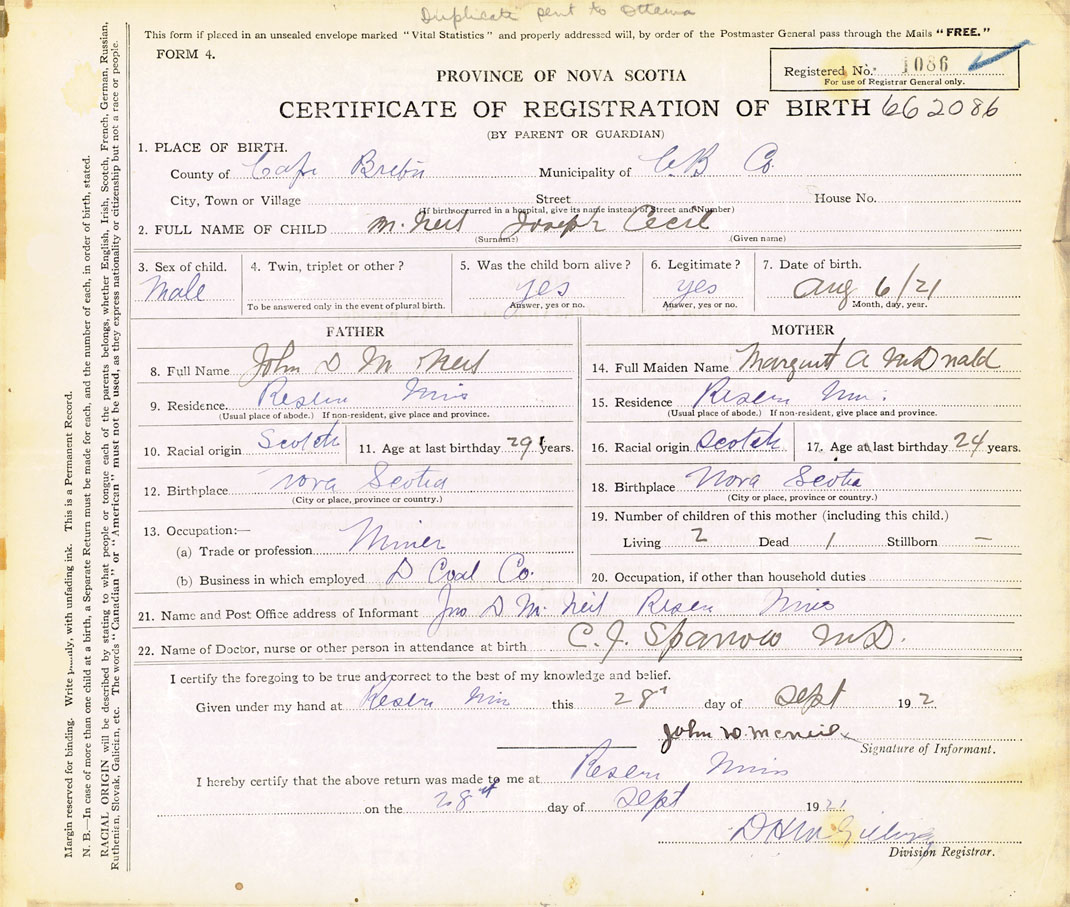 Duplicate sent to Ottawa
This form if placed in an unsealed envelope marked "Vital Statistics" and properly addressed will, by order of the Postmaster General pass through the Mails "FREE."
FORM 4.
Registered No. 1086
For use of Registrar General only.
PROVINCE OF NOVA SCOTIA
CERTIFICATE OF REGISTRATION OF BIRTH 662086
(BY PARENT OR GUARDIAN)
1. PLACE OF BIRTH.
County of Cape Breton Municipality of C.B Co.
City, Town or Village Street House No.
(If birth occurred in a hospital, give its name instead of Street and Number)
2. FULL NAME OF CHILD McNeil Joseph Cecil
(Surname) (Given name)
3. Sex of child. Male
4. Twin, triplet or other ?
To be answered only in the event of plural birth.
5. Was the child born alive ? yes
Answer, yes or no.
6. Legitimate ? yes
Answer, yes or no.
7. Date of birth. Aug 6/21
Month, day, year.
FATHER
8. Full Name John D McNeil
9. Residence. Reserve Mines
(Usual place of abode.) If non-resident, give place and province.
10. Racial origin Scotch 11. Age at last birthday 29 years.
12. Birthplace Nova Scotia
(City or place, province or country.)
13. Occupation:—
(a) Trade or profession Miner
(b) Business in which employed D Coal Co.
MOTHER
14. Full Maiden Name Margaret A McDonald
15. Residence Reserve Min.
(Usual place of abode.) If non-resident, give place and province.
16. Racial origin Scotch 17. Age at last birthday 24 years.
18. Birthplace Nova Scotia
(City or place, province or country.)
19. Number of children of this mother (including this child.)
Living 2 Dead 1 Stillborn —
20. Occupation, if other than household duties
21. Name and Post Office address of Informant Jno D McNeil Reserve Mines
22. Name of Doctor, nurse or other person in attendance at birth C. J. Sparrow M.D.
I certify the foregoing to be true and correct to the best of my knowledge and belief.
Given under my hand at Reserve Min this 28th day of Sept 192
John D. McNeil
Signature of Informant.
I hereby certify that the above return was made to me at Reserve Mines
on the 28th day of Sept 1921
Division Registrar.
Margin reserved for binding. Write plainly, with unfading ink. This is a Permanent Record.
N. B.—In case of more than one child at a birth, a Separate Return must be made for each, and the number of each, in order of birth, stated.
RACIAL ORIGIN will be described by stating to what people or tongue each of the parents belongs, whether English, Irish, Scotch, French, German, Russian,
Ruthenian, Slovak, Galician, etc. The words "Canadian" or "American" must not be used, as they express nationality or citizenship but not a race or people.